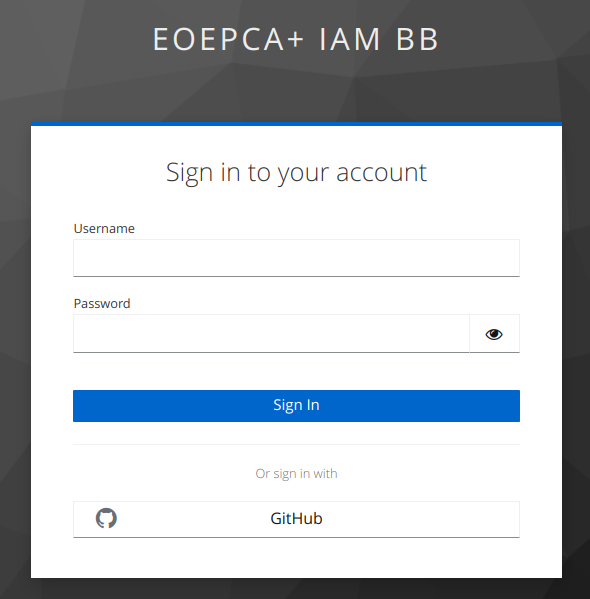 EOEPCA+ IAM BB
Sign in to your account
Username
Password
Sign In
Or sign in with
GitHub